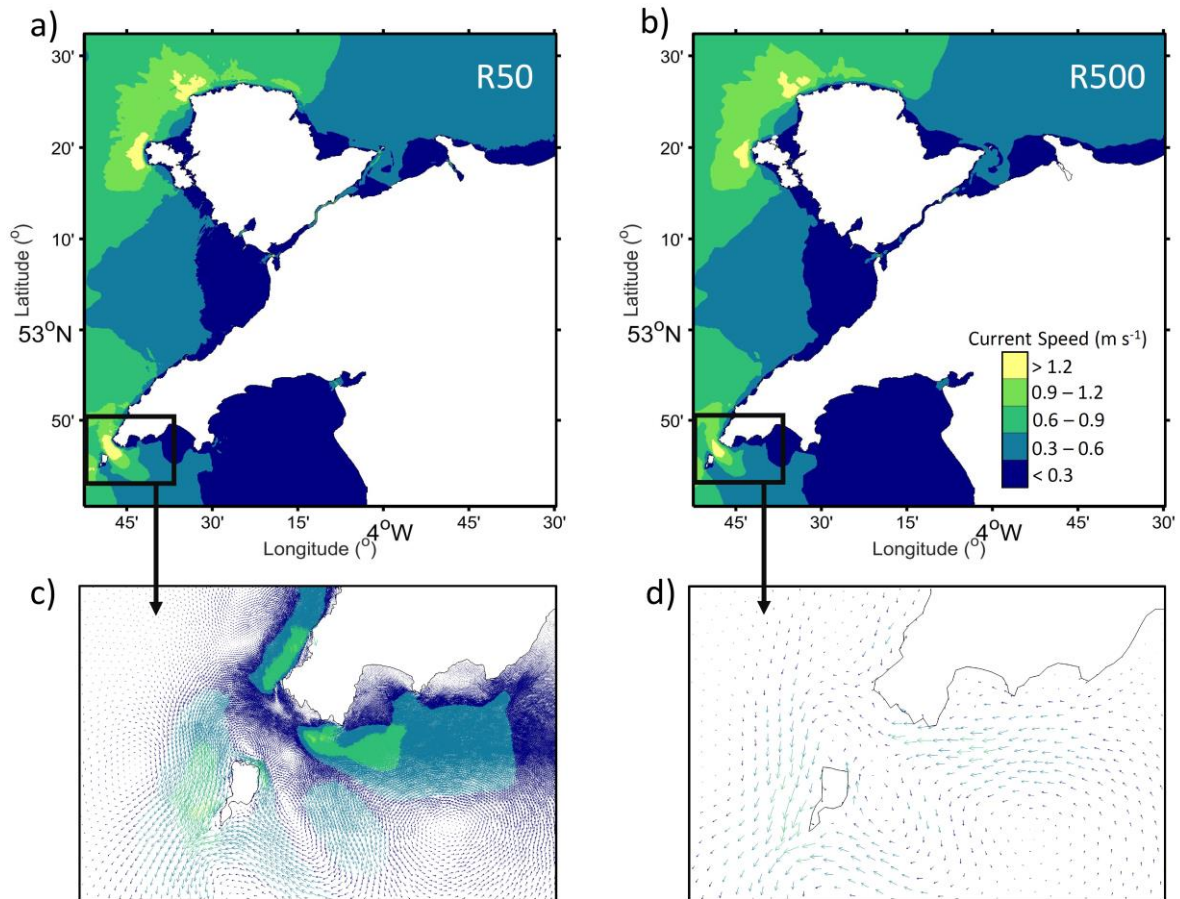 a)
R50
30'
20'
10'
53°N
50'
Latitude (°)
45'
30'
15'
4°W
45'
30'
Longitude (°)
b)
R500
30'
20'
10'
53°N
50'
Latitude (°)
Current Speed (m s⁻¹)
> 1.2
0.9 – 1.2
0.6 – 0.9
0.3 – 0.6
< 0.3
45'
30'
15'
4°W
45'
30'
Longitude (°)
c)
d)